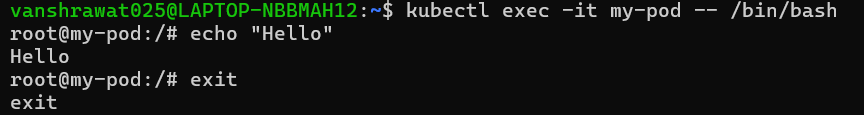 vanshrawat025@LAPTOP-NBBMAH12:~$ kubectl exec -it my-pod -- /bin/bash
root@my-pod:/# echo "Hello"
Hello
root@my-pod:/# exit
exit